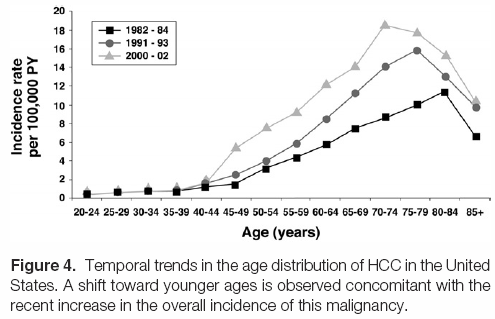 20
18
16
14
12
10
8
6
4
2
0
Incidence rate
per 100,000 PY
1982 - 84
1991 - 93
2000 - 02
20-24 25-29 30-34 35-39 40-44 45-49 50-54 55-59 60-64 65-69 70-74 75-79 80-84 85+
Age (years)
Figure 4. Temporal trends in the age distribution of HCC in the United
States. A shift toward younger ages is observed concomitant with the
recent increase in the overall incidence of this malignancy.